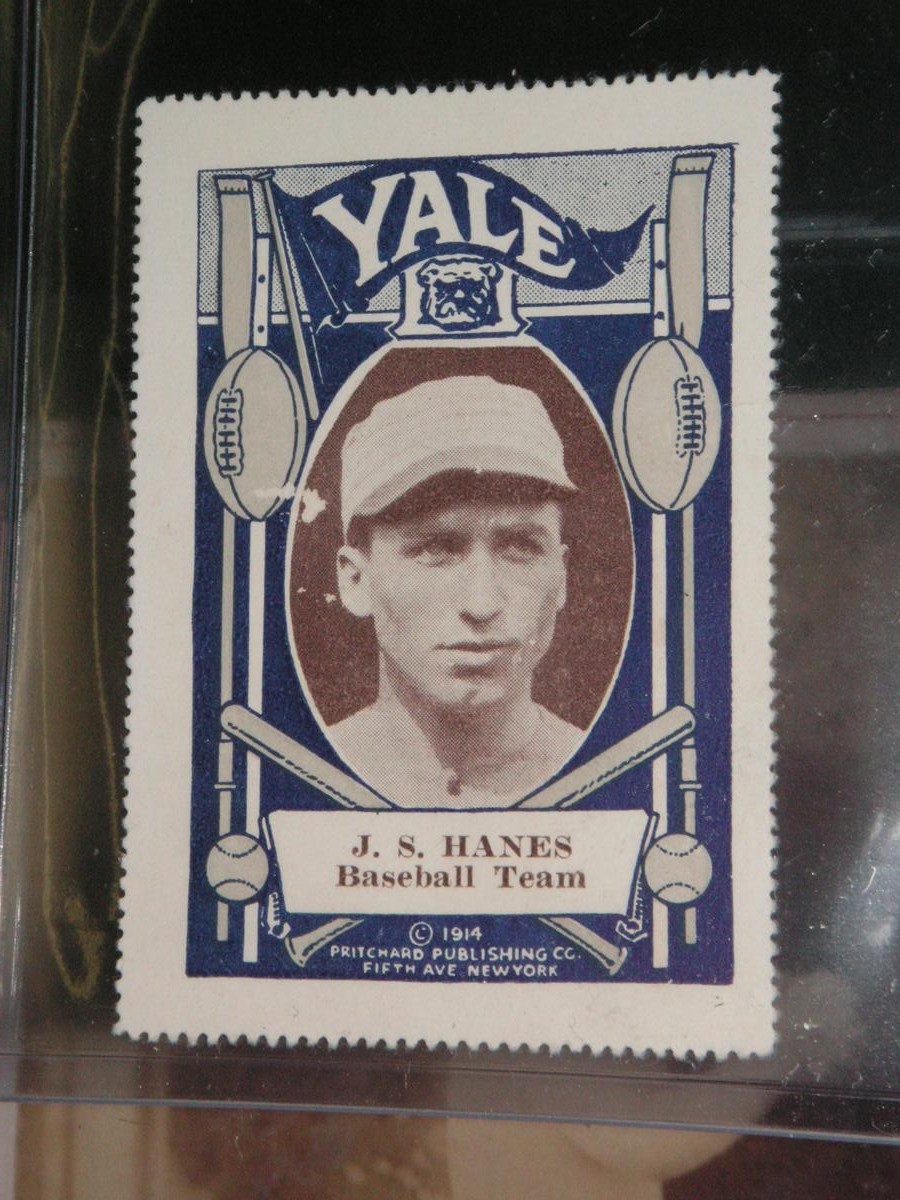 YALE
J. S. HANES
Baseball Team
© 1914
PRITCHARD PUBLISHING CO.
FIFTH AVE. NEW YORK